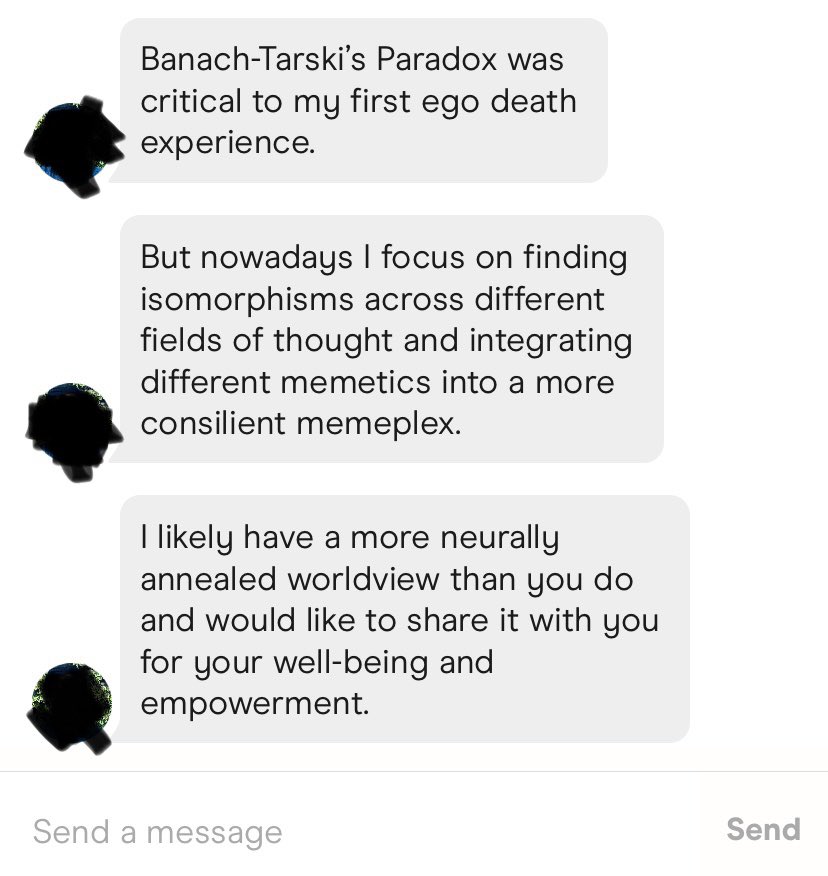 Banach-Tarski’s Paradox was
critical to my first ego death
experience.
But nowadays I focus on finding
isomorphisms across different
fields of thought and integrating
different memetics into a more
consilient memeplex.
I likely have a more neurally
annealed worldview than you do
and would like to share it with you
for your well-being and
empowerment.
Send a message
Send